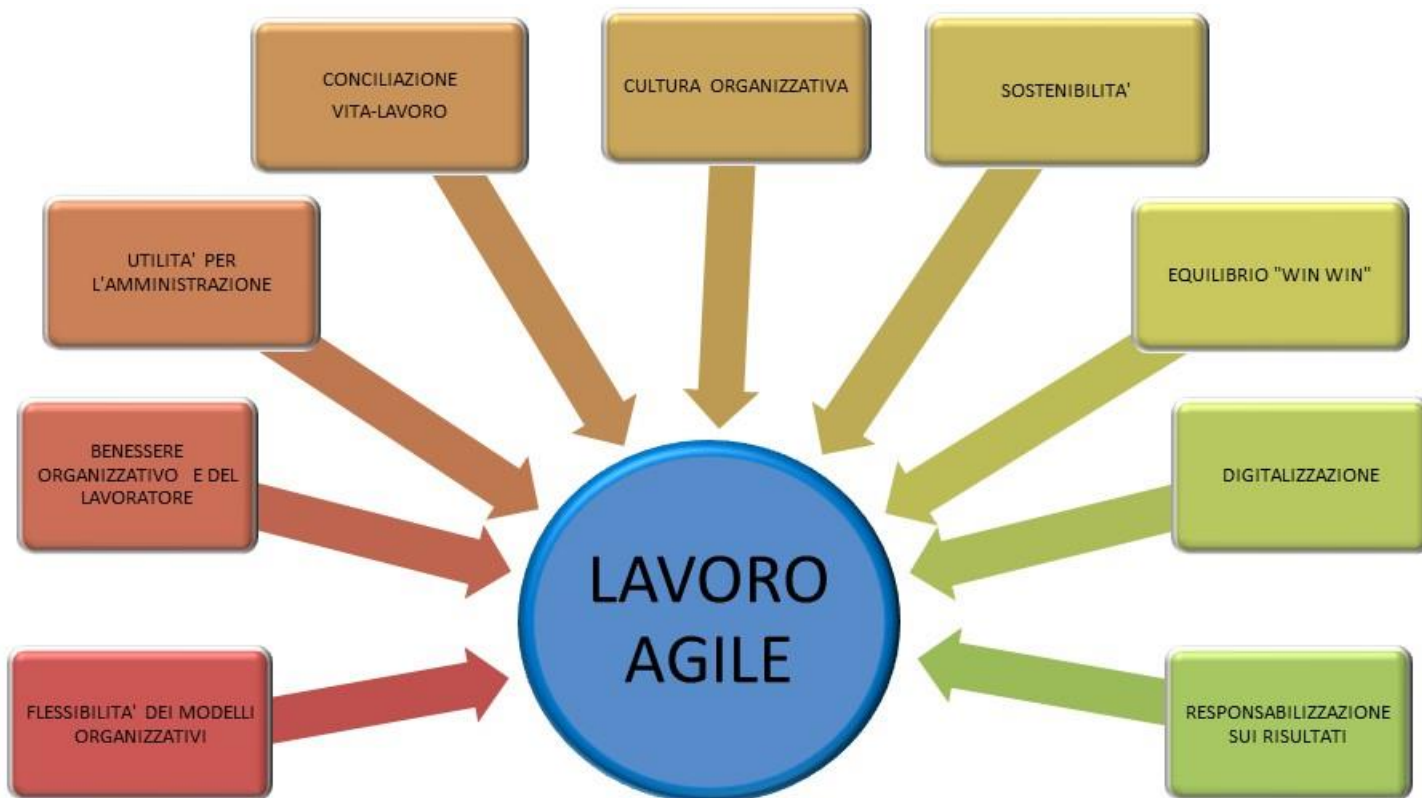 CONCILIAZIONE
VITA-LAVORO
CULTURA ORGANIZZATIVA
SOSTENIBILITA'
UTILITA' PER
L'AMMINISTRAZIONE
EQUILIBRIO "WIN WIN"
BENESSERE
ORGANIZZATIVO E DEL
LAVORATORE
DIGITALIZZAZIONE
LAVORO
AGILE
FLESSIBILITA' DEI MODELLI
ORGANIZZATIVI
RESPONSABILIZZAZIONE
SUI RISULTATI